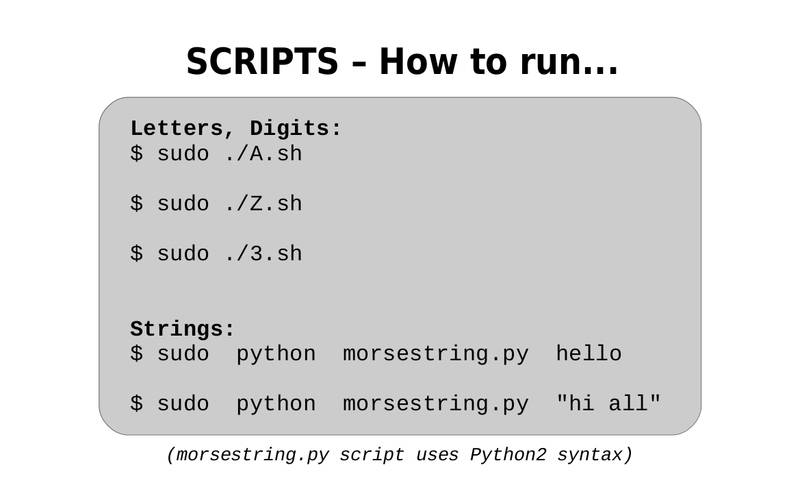 SCRIPTS – How to run...
Letters, Digits:
$ sudo ./A.sh
$ sudo ./Z.sh
$ sudo ./3.sh
Strings:
$ sudo  python  morsestring.py  hello
$ sudo  python  morsestring.py  "hi all"
(morsestring.py script uses Python2 syntax)